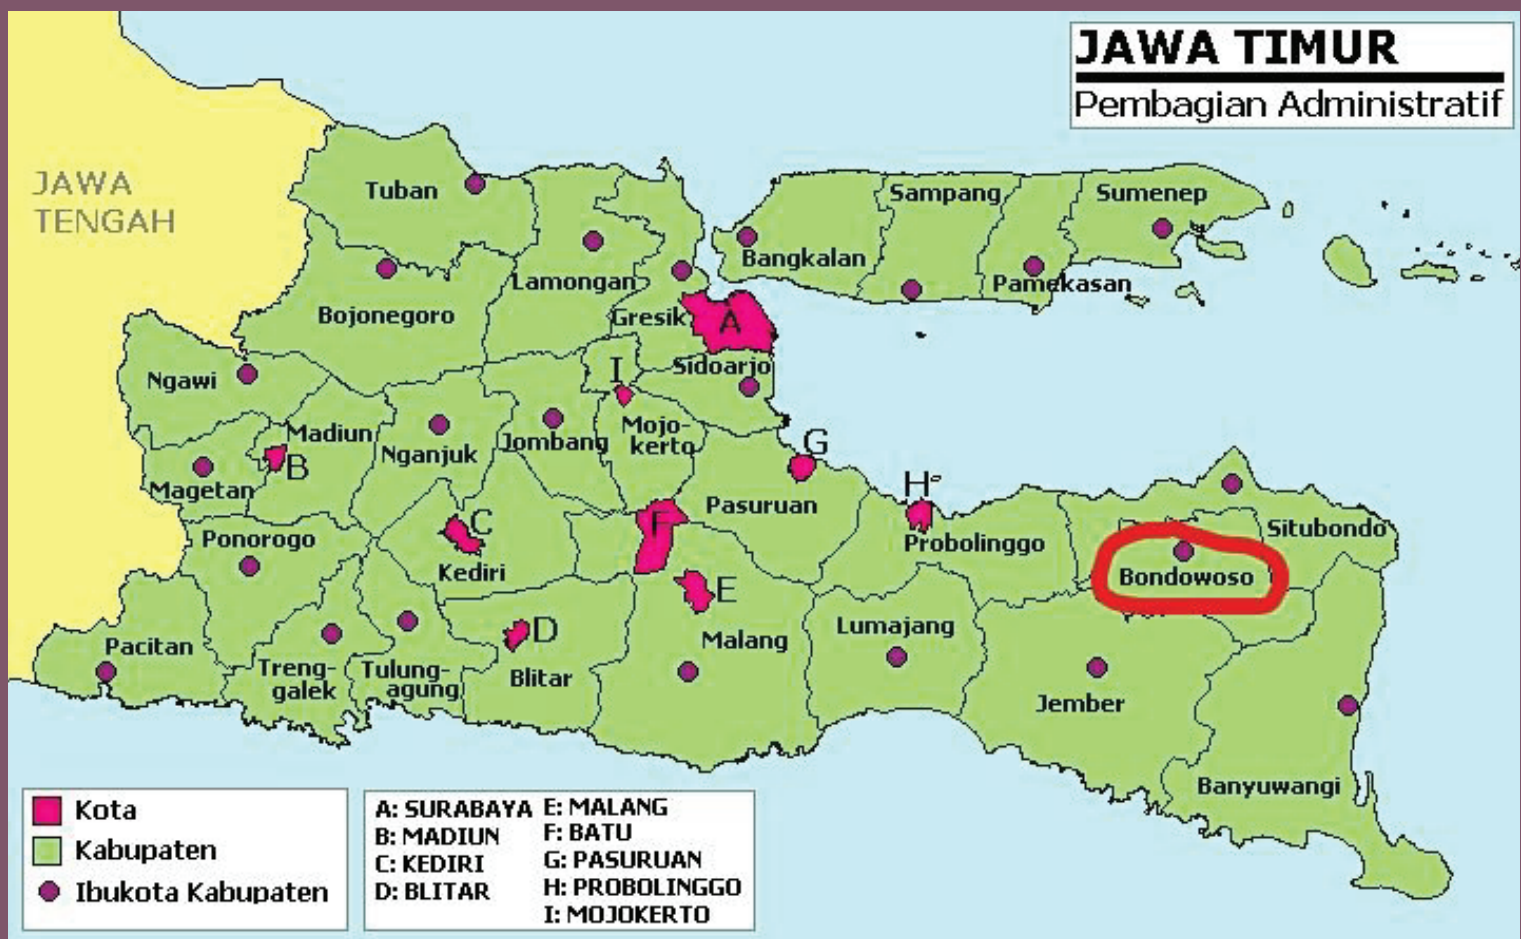 JAWA TIMUR
Pembagian Administratif
JAWA
TENGAH
Tuban
Sampang
Sumenep
Bangkalan
Lamongan
Pamekasan
Bojonegoro
Gresik
A
Sidoarjo
I
Ngawi
Madiun
Mojo-
kerto
Jombang
Nganjuk
G
B
Magetan
H
Pasuruan
C
F
Situbondo
Ponorogo
Probolinggo
Kediri
Bondowoso
E
D
Lumajang
Malang
Pacitan
Treng-
galek
Tulung-
agung
Blitar
Jember
Banyuwangi
Kota
Kabupaten
Ibukota Kabupaten
A: SURABAYA
B: MADIUN
C: KEDIRI
D: BLITAR
E: MALANG
F: BATU
G: PASURUAN
H: PROBOLINGGO
I: MOJOKERTO